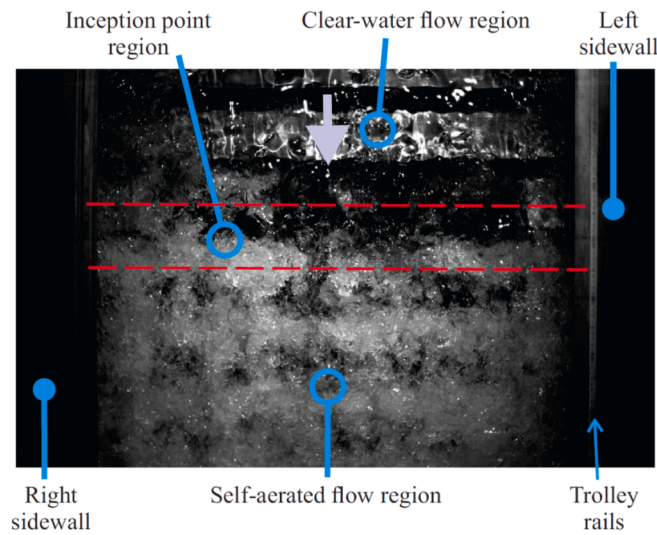 Inception point
region
Clear-water flow region
Left
sidewall
Right
sidewall
Self-aerated flow region
Trolley
rails